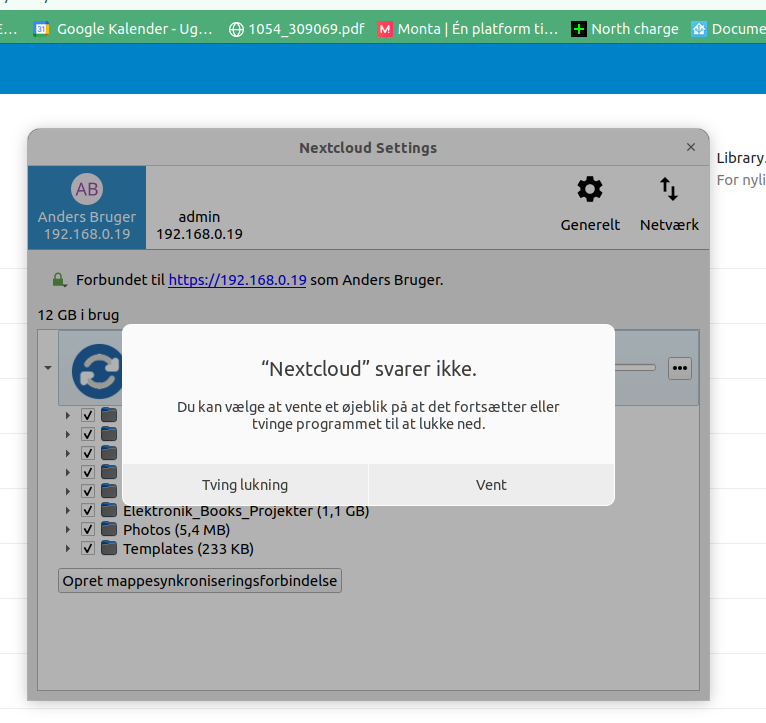 Google Kalender - Ug…
1054_309069.pdf
Monta | Én platform ti…
North charge
Docume
Nextcloud Settings
Library.
For nyli
AB
Anders Bruger
192.168.0.19
admin
192.168.0.19
Generelt
Netværk
Forbundet til https://192.168.0.19 som Anders Bruger.
12 GB i brug
“Nextcloud” svarer ikke.
Du kan vælge at vente et øjeblik på at det fortsætter eller
tvinge programmet til at lukke ned.
Tving lukning
Vent
Elektronik_Books_Projekter (1,1 GB)
Photos (5,4 MB)
Templates (233 KB)
Opret mappesynkroniseringsforbindelse